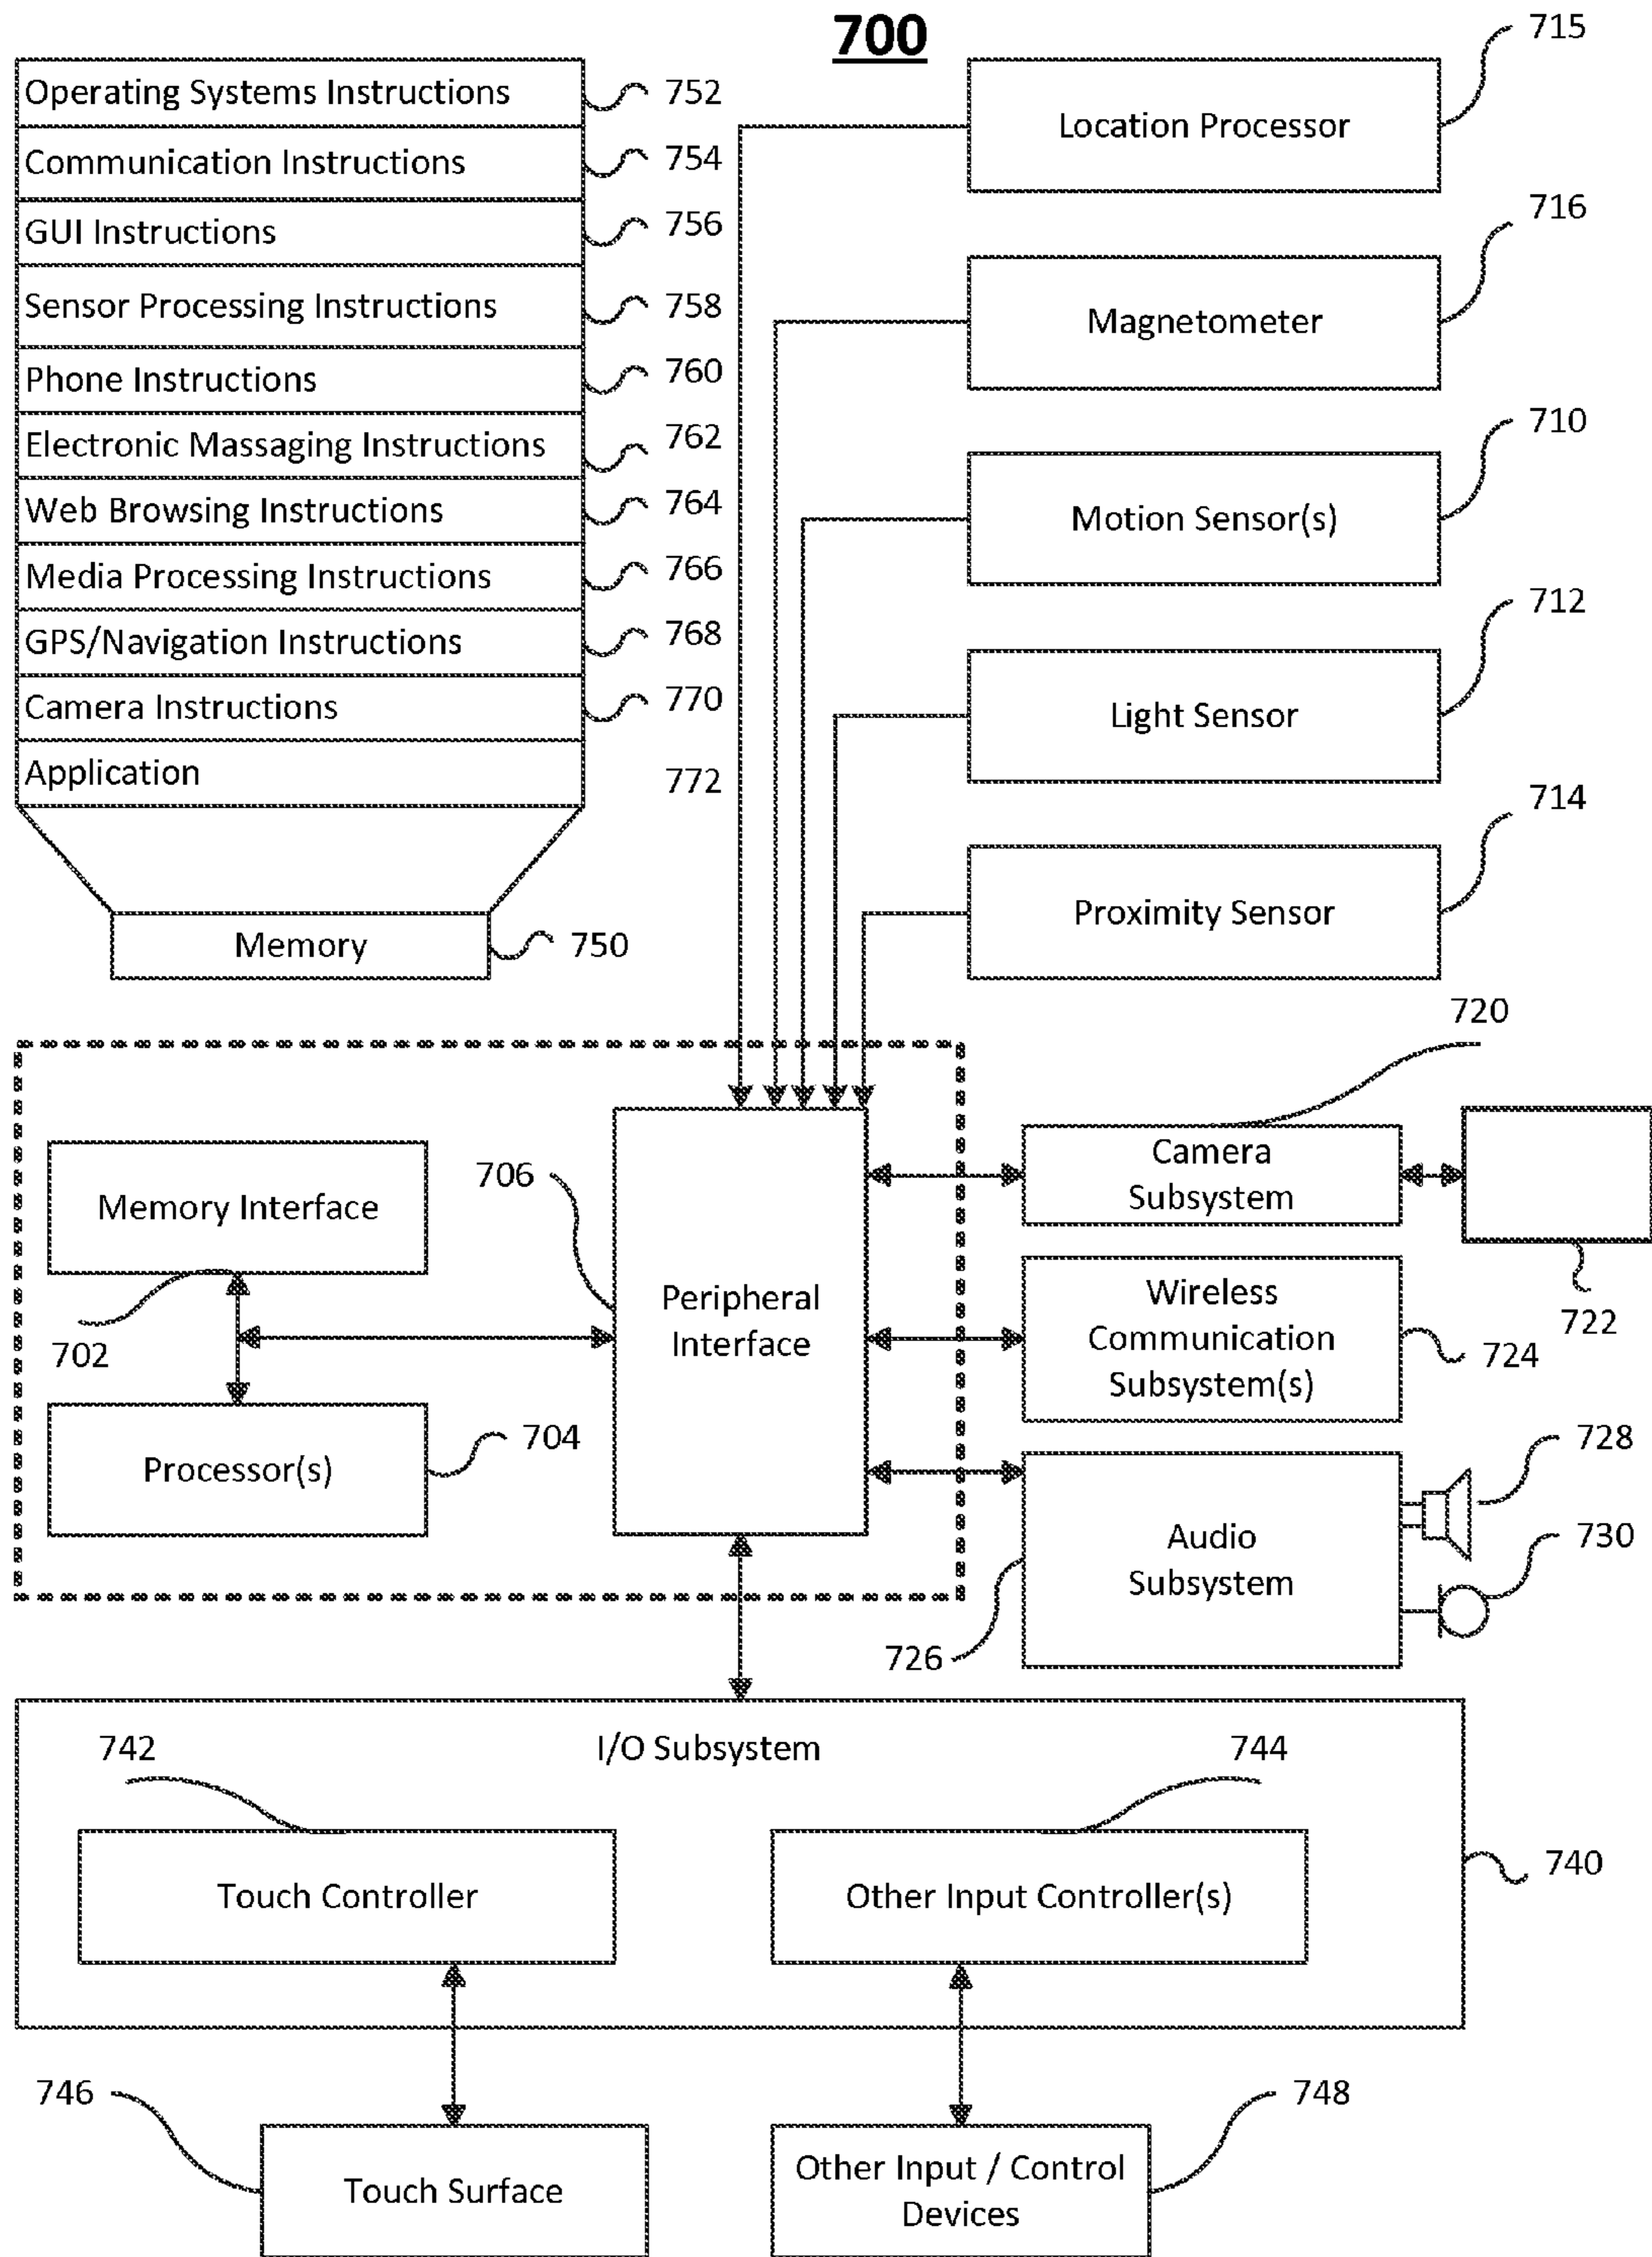 700
Operating Systems Instructions
752
Communication Instructions
754
GUI Instructions
756
Sensor Processing Instructions
758
Phone Instructions
760
Electronic Massaging Instructions
762
Web Browsing Instructions
764
Media Processing Instructions
766
GPS/Navigation Instructions
768
Camera Instructions
770
Application
772
Memory
750
Location Processor
715
Magnetometer
716
Motion Sensor(s)
710
Light Sensor
712
Proximity Sensor
714
Memory Interface
702
Processor(s)
704
706
Peripheral
Interface
720
Camera
Subsystem
722
Wireless
Communication
Subsystem(s)
724
Audio
Subsystem
726
728
730
I/O Subsystem
740
742
Touch Controller
744
Other Input Controller(s)
746
Touch Surface
748
Other Input / Control
Devices